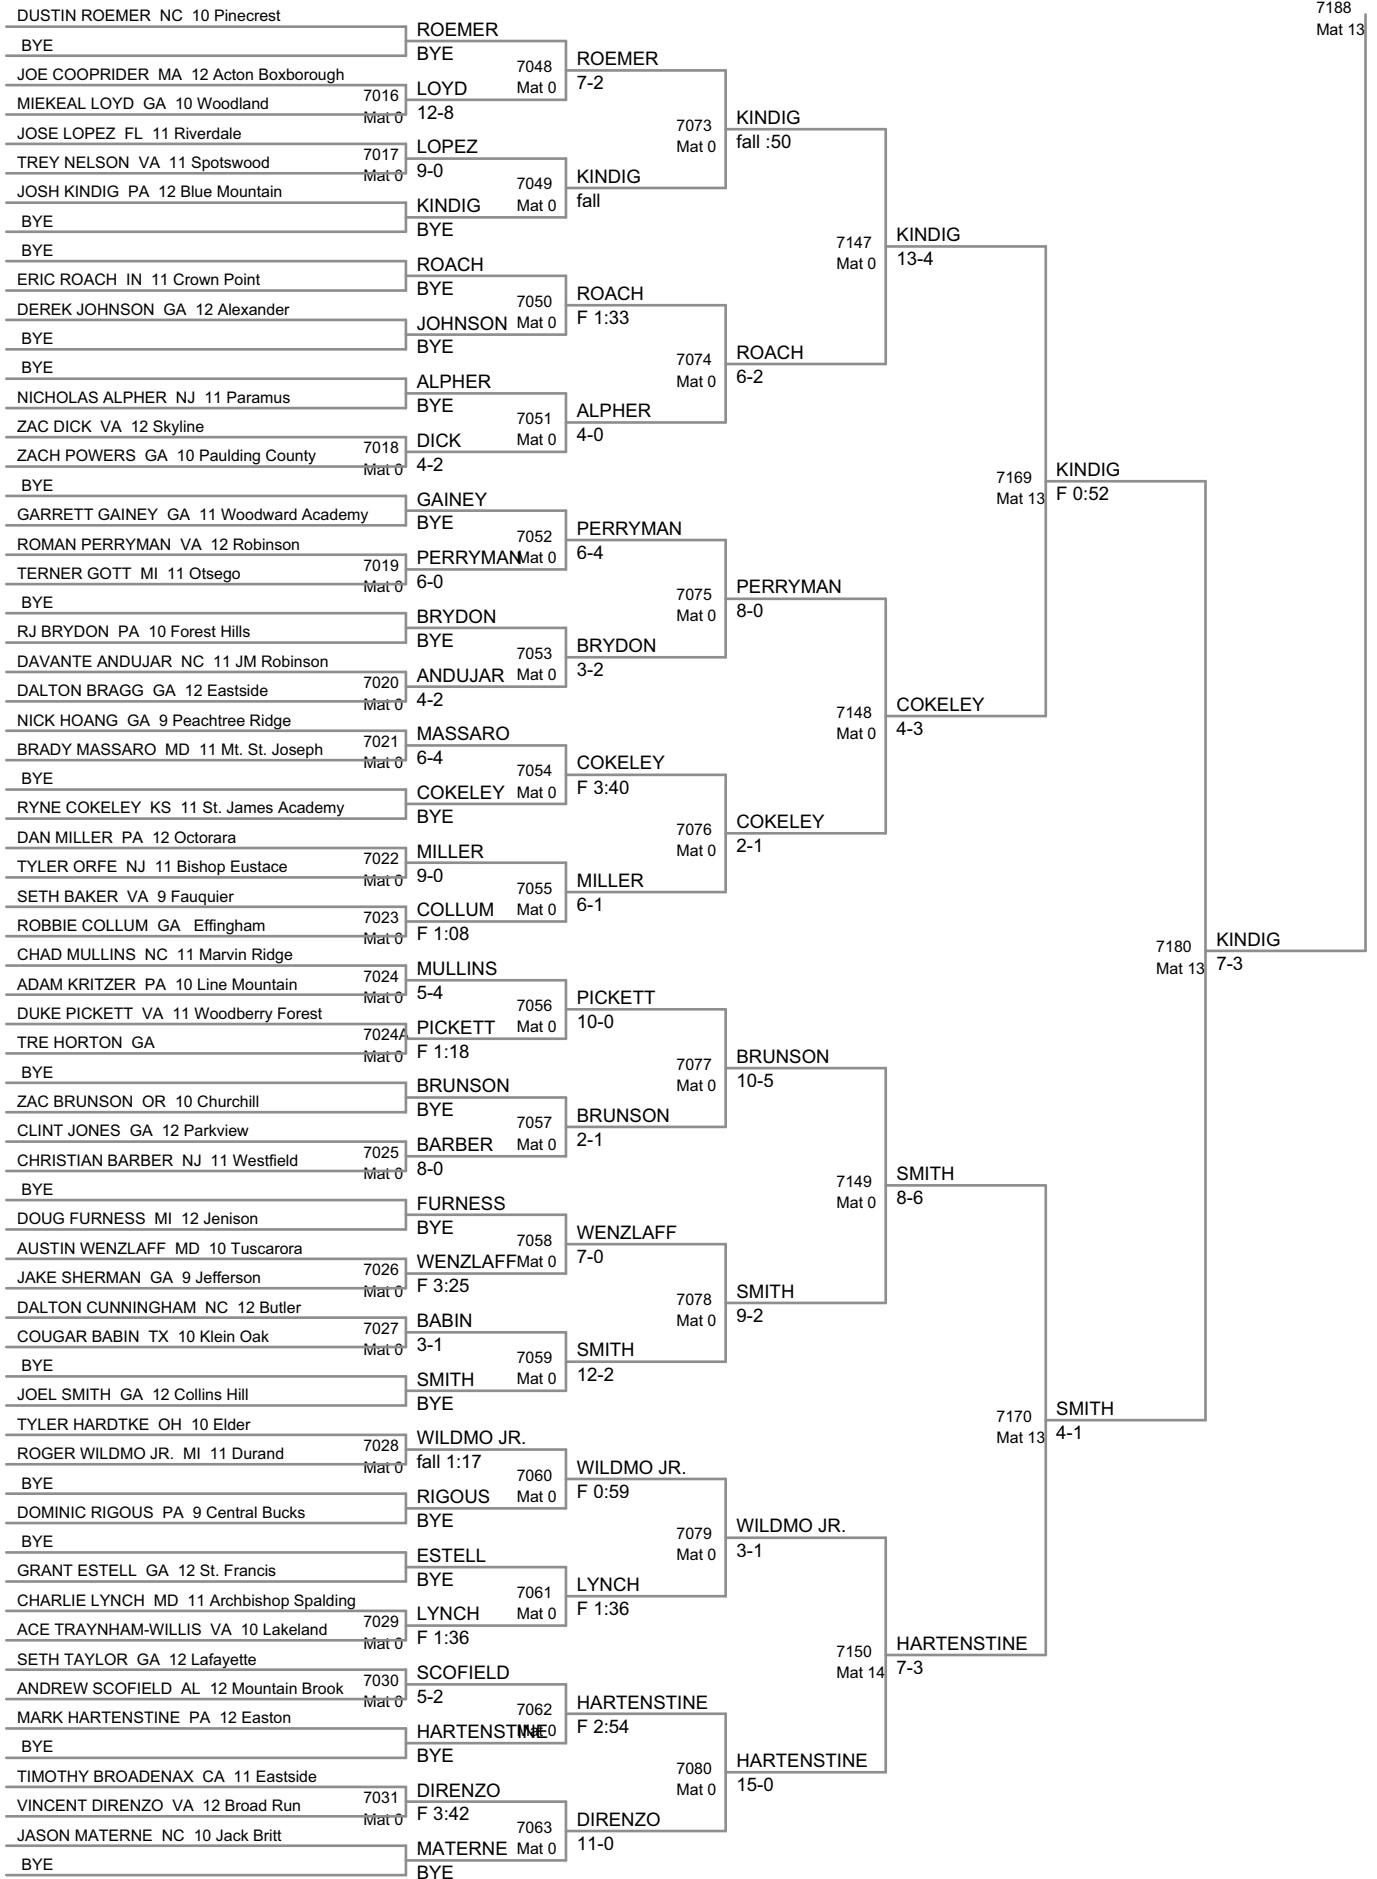 7188
Mat 13
DUSTIN ROEMER NC 10 Pinecrest
ROEMER
BYE
BYE
7048
Mat 0
ROEMER
7-2
JOE COOPRIDER MA 12 Acton Boxborough
7016
Mat 0
LOYD
12-8
MIEKEAL LOYD GA 10 Woodland
7073
Mat 0
KINDIG
fall :50
JOSE LOPEZ FL 11 Riverdale
7017
Mat 0
LOPEZ
9-0
TREY NELSON VA 11 Spotswood
7049
Mat 0
KINDIG
fall
JOSH KINDIG PA 12 Blue Mountain
KINDIG
BYE
BYE
7147
Mat 0
KINDIG
13-4
BYE
ROACH
BYE
ERIC ROACH IN 11 Crown Point
7050
Mat 0
ROACH
F 1:33
DEREK JOHNSON GA 12 Alexander
JOHNSON
BYE
BYE
7074
Mat 0
ROACH
6-2
BYE
ALPHER
BYE
NICHOLAS ALPHER NJ 11 Paramus
7051
Mat 0
ALPHER
4-0
ZAC DICK VA 12 Skyline
7018
Mat 0
DICK
4-2
ZACH POWERS GA 10 Paulding County
7169
Mat 13
KINDIG
F 0:52
BYE
GAINEY
BYE
GARRETT GAINEY GA 11 Woodward Academy
7052
Mat 0
PERRYMAN
6-4
ROMAN PERRYMAN VA 12 Robinson
7019
Mat 0
PERRYMAN
6-0
TERNER GOTT MI 11 Otsego
7075
Mat 0
PERRYMAN
8-0
BYE
BRYDON
BYE
RJ BRYDON PA 10 Forest Hills
7053
Mat 0
BRYDON
3-2
DAVANTE ANDUJAR NC 11 JM Robinson
7020
Mat 0
ANDUJAR
4-2
DALTON BRAGG GA 12 Eastside
7148
Mat 0
COKELEY
4-3
NICK HOANG GA 9 Peachtree Ridge
7021
Mat 0
MASSARO
6-4
BRADY MASSARO MD 11 Mt. St. Joseph
7054
Mat 0
COKELEY
F 3:40
BYE
COKELEY
BYE
RYNE COKELEY KS 11 St. James Academy
7076
Mat 0
COKELEY
2-1
DAN MILLER PA 12 Octorara
7022
Mat 0
MILLER
9-0
TYLER ORFE NJ 11 Bishop Eustace
7055
Mat 0
MILLER
6-1
SETH BAKER VA 9 Fauquier
7023
Mat 0
COLLUM
F 1:08
ROBBIE COLLUM GA Effingham
7180
Mat 13
KINDIG
7-3
CHAD MULLINS NC 11 Marvin Ridge
7024
Mat 0
MULLINS
5-4
ADAM KRITZER PA 10 Line Mountain
7056
Mat 0
PICKETT
10-0
DUKE PICKETT VA 11 Woodberry Forest
7024A
Mat 0
PICKETT
F 1:18
TRE HORTON GA
7077
Mat 0
BRUNSON
10-5
BYE
BRUNSON
BYE
ZAC BRUNSON OR 10 Churchill
7057
Mat 0
BRUNSON
2-1
CLINT JONES GA 12 Parkview
7025
Mat 0
BARBER
8-0
CHRISTIAN BARBER NJ 11 Westfield
7149
Mat 0
SMITH
8-6
BYE
FURNESS
BYE
DOUG FURNESS MI 12 Jenison
7058
Mat 0
WENZLAFF
7-0
AUSTIN WENZLAFF MD 10 Tuscarora
7026
Mat 0
WENZLAFF
F 3:25
JAKE SHERMAN GA 9 Jefferson
7078
Mat 0
SMITH
9-2
DALTON CUNNINGHAM NC 12 Butler
7027
Mat 0
BABIN
3-1
COUGAR BABIN TX 10 Klein Oak
7059
Mat 0
SMITH
12-2
BYE
SMITH
BYE
JOEL SMITH GA 12 Collins Hill
7170
Mat 13
SMITH
4-1
TYLER HARDTKE OH 10 Elder
7028
Mat 0
WILDMO JR.
fall 1:17
ROGER WILDMO JR. MI 11 Durand
7060
Mat 0
WILDMO JR.
F 0:59
BYE
RIGOUS
BYE
DOMINIC RIGOUS PA 9 Central Bucks
7079
Mat 0
WILDMO JR.
3-1
BYE
ESTELL
BYE
GRANT ESTELL GA 12 St. Francis
7061
Mat 0
LYNCH
F 1:36
CHARLIE LYNCH MD 11 Archbishop Spalding
7029
Mat 0
LYNCH
F 1:36
ACE TRAYNHAM-WILLIS VA 10 Lakeland
7150
Mat 14
HARTENSTINE
7-3
SETH TAYLOR GA 12 Lafayette
7030
Mat 0
SCOFIELD
5-2
ANDREW SCOFIELD AL 12 Mountain Brook
7062
Mat 0
HARTENSTINE
F 2:54
MARK HARTENSTINE PA 12 Easton
HARTENSTINE
BYE
BYE
7080
Mat 0
HARTENSTINE
15-0
TIMOTHY BROADENAX CA 11 Eastside
7031
Mat 0
DIRENZO
F 3:42
VINCENT DIRENZO VA 12 Broad Run
7063
Mat 0
DIRENZO
11-0
JASON MATERNE NC 10 Jack Britt
MATERNE
BYE
BYE